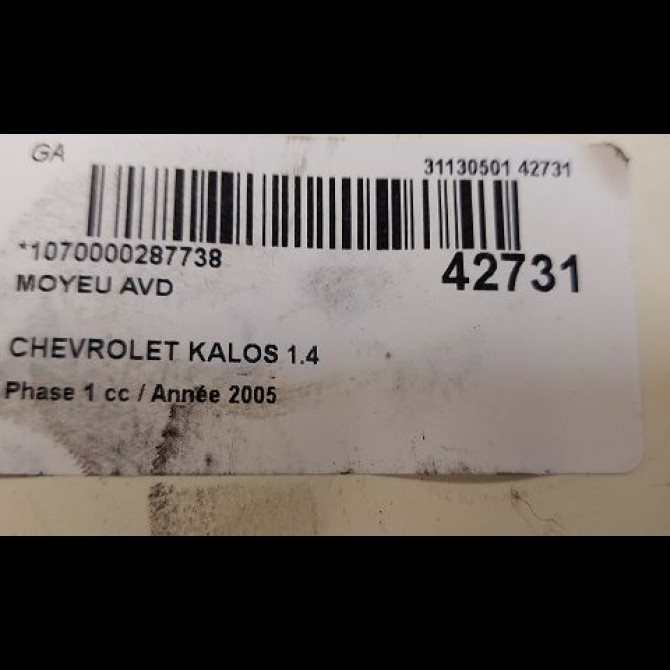 GA
31130501 42731
*1070000287738
42731
MOYEU AVD
CHEVROLET KALOS 1.4
Phase 1 cc / Année 2005